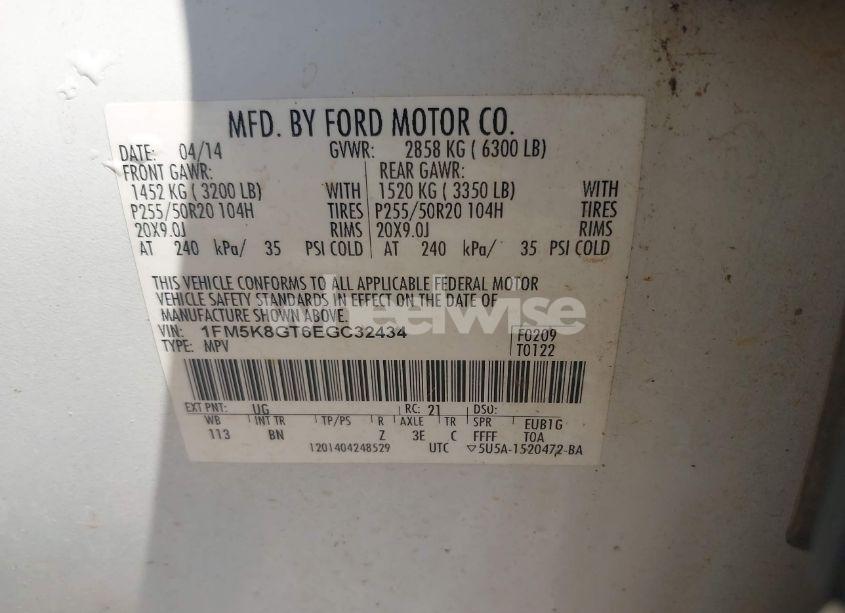 MFD. BY FORD MOTOR CO.
DATE: 04/14 GVWR: 2858 KG ( 6300 LB)
FRONT GAWR: REAR GAWR:
1452 KG ( 3200 LB) WITH 1520 KG ( 3350 LB) WITH
P255/50R20 104H TIRES P255/50R20 104H TIRES
20X9.0J RIMS 20X9.0J RIMS
AT 240 kPa/ 35 PSI COLD AT 240 kPa/ 35 PSI COLD
THIS VEHICLE CONFORMS TO ALL APPLICABLE FEDERAL MOTOR
VEHICLE SAFETY STANDARDS IN EFFECT ON THE DATE OF
MANUFACTURE SHOWN ABOVE.
VIN: 1FM5K8GT6EGC32434 F0209
TYPE: MPV T0122
EXT PNT: UG RC: 21 DSO:
WB INT TR TP/PS R AXLE TR SPR EUB1G
113 BN Z 3E C FFFF TOA
1201404248529 UTC ▽5U5A-1520472-BA
wheelwise